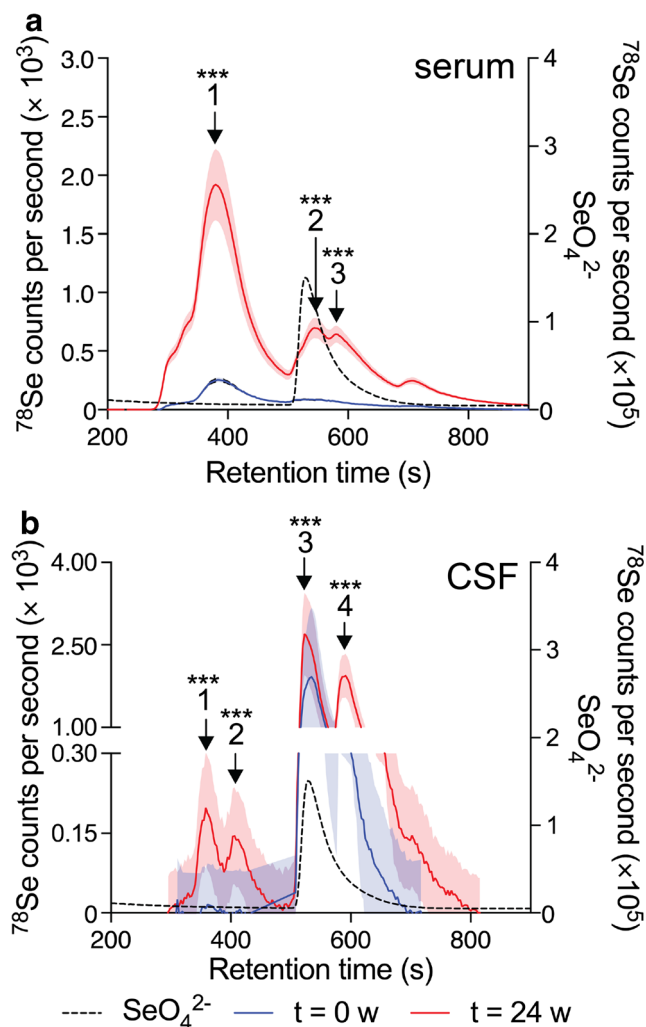 a
serum
⁷⁸Se counts per second (× 10³)
3.0
2.5
2.0
1.5
1.0
0.5
0
***
1
***
2
***
3
4
3
2
1
0
⁷⁸Se counts per second (×10⁵)
SeO₄²⁻
200 400 600 800
Retention time (s)
b
CSF
⁷⁸Se counts per second (× 10³)
4.00
2.50
1.00
0.30
0.15
0
***
1
***
2
***
3
***
4
4
3
2
1
0
⁷⁸Se counts per second (×10⁵)
SeO₄²⁻
200 400 600 800
Retention time (s)
SeO₄²⁻ t = 0 w t = 24 w